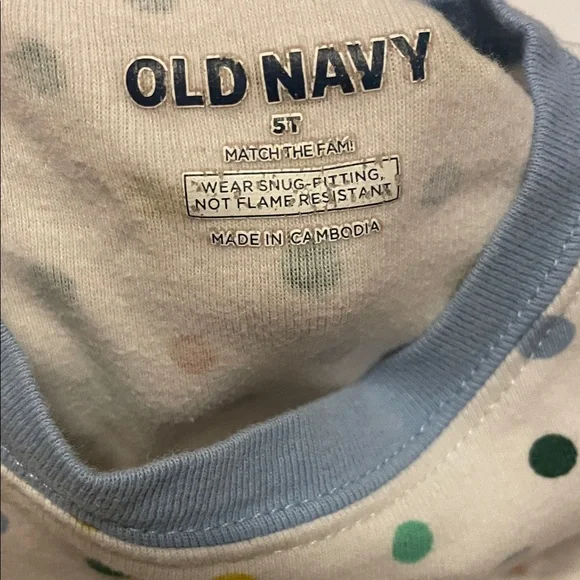 OLD NAVY
5T
MATCH THE FAM!
WEAR SNUG-FITTING,
NOT FLAME RESISTANT
MADE IN CAMBODIA